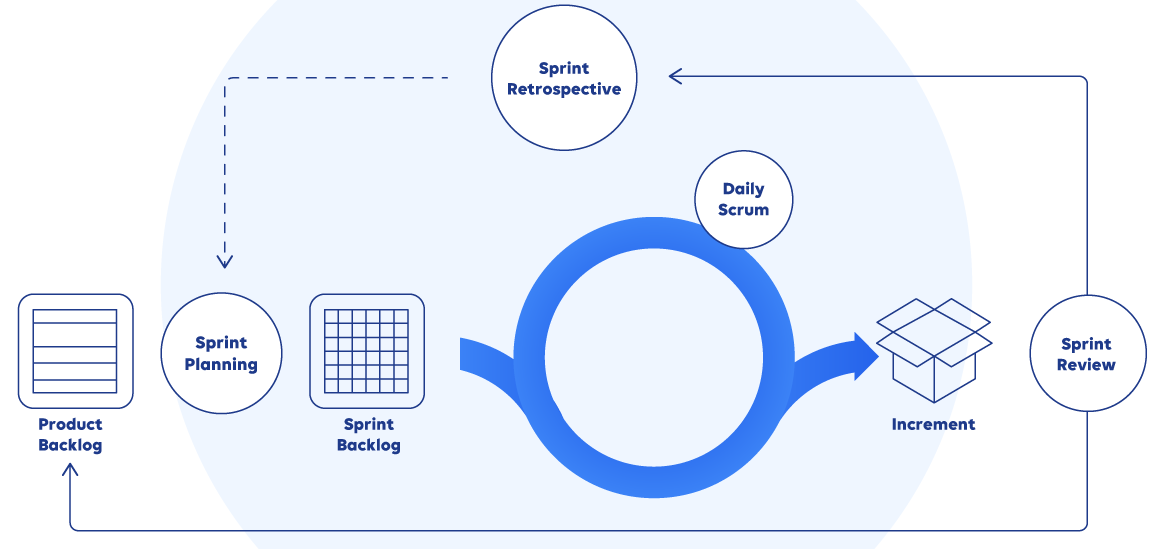 Sprint
Retrospective
Daily
Scrum
Sprint
Planning
Sprint
Review
Product
Backlog
Sprint
Backlog
Increment